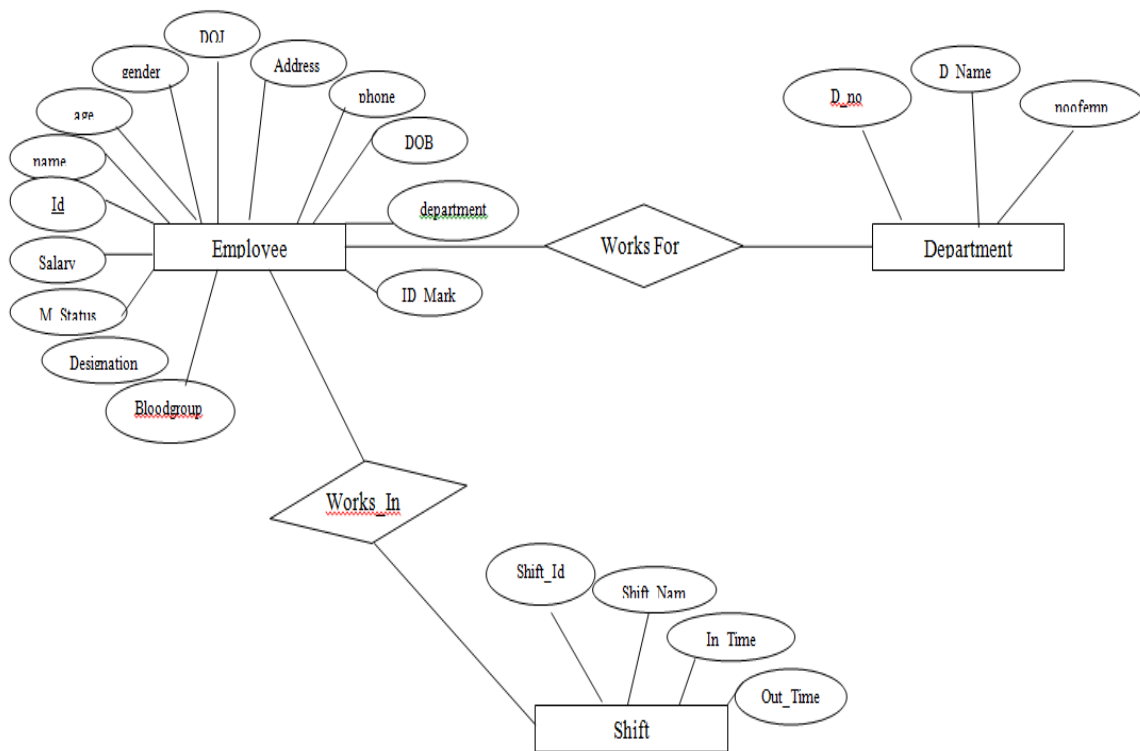 DOJ
gender
Address
age
phone
name
DOB
Id
department
Employee
Salary
ID_Mark
M_Status
Designation
Bloodgroup
Works For
D_no
D_Name
noofemp
Department
Works_In
Shift_Id
Shift_Nam
In_Time
Out_Time
Shift